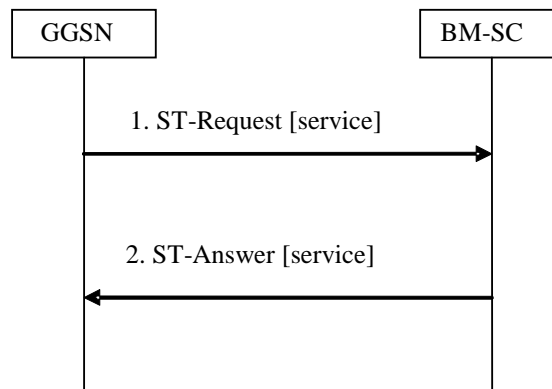 GGSN
BM-SC
1. ST-Request [service]
2. ST-Answer [service]